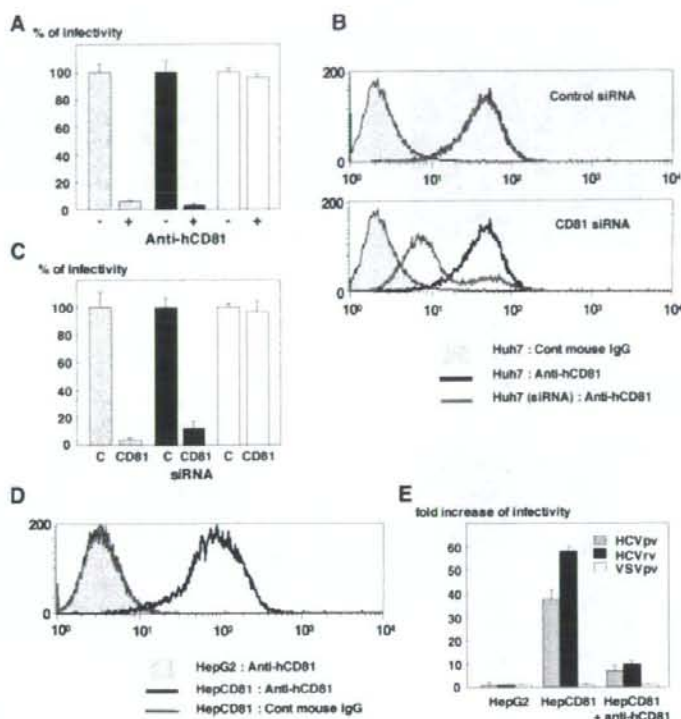 A
% of Infectivity
100
80
60
40
20
0
- + - + - +
Anti-hCD81
B
200
Control siRNA
0
10⁰ 10¹ 10² 10³ 10⁴
200
CD81 siRNA
0
10⁰ 10¹ 10² 10³ 10⁴
Huh7 : Cont mouse IgG
Huh7 : Anti-hCD81
Huh7 (siRNA) : Anti-hCD81
C
% of Infectivity
100
80
60
40
20
0
C CD81 C CD81 C CD81
siRNA
D
200
0
10⁰ 10¹ 10² 10³ 10⁴
HepG2 : Anti-hCD81
HepCD81 : Anti-hCD81
HepCD81 : Cont mouse IgG
E
fold increase of infectivity
60
50
40
30
20
10
0
HCVpv
HCVrv
VSVpv
HepG2 HepCD81 HepCD81
+ anti-hCD81